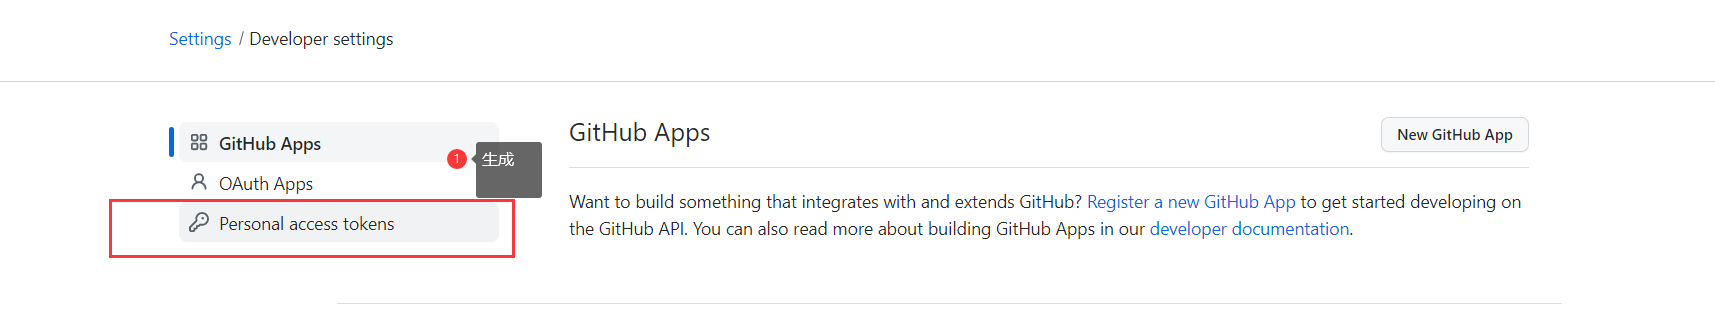 Settings / Developer settings
GitHub Apps
1 生成
OAuth Apps
Personal access tokens
GitHub Apps
New GitHub App
Want to build something that integrates with and extends GitHub? Register a new GitHub App to get started developing on
the GitHub API. You can also read more about building GitHub Apps in our developer documentation.